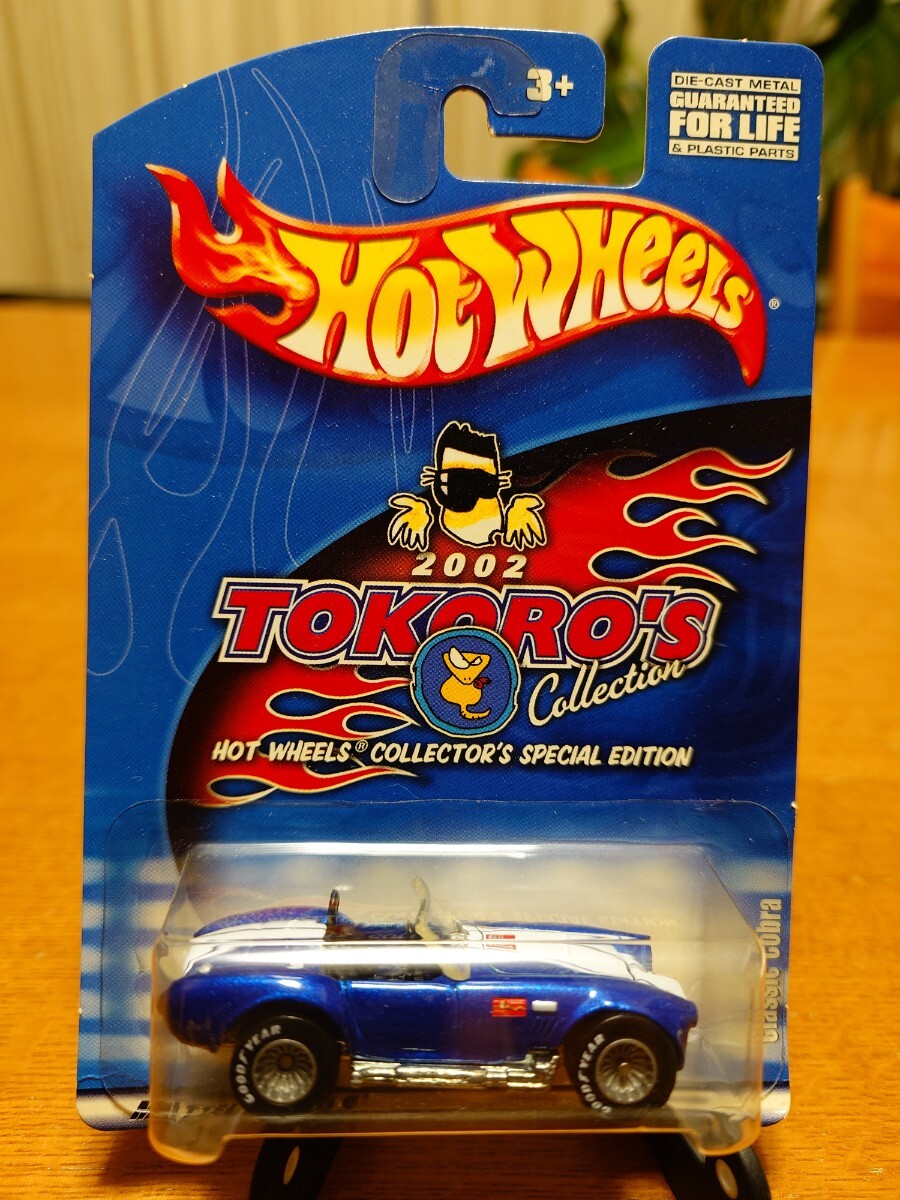 3+
DIE-CAST METAL
GUARANTEED
FOR LIFE
& PLASTIC PARTS
HOT WHEELS ®
2002
TOKORO'S
Collection
HOT WHEELS® COLLECTOR'S SPECIAL EDITION
classic cobra
GOODYEAR
GOODYEAR